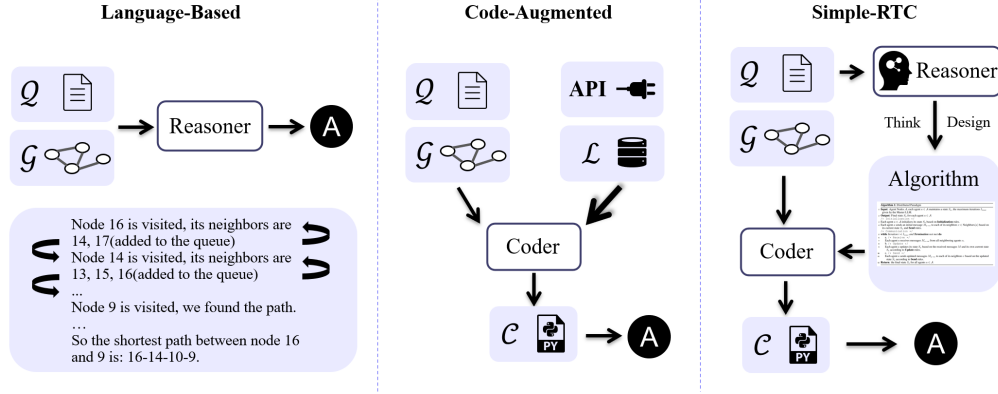 Language-Based
Q
G
Reasoner
A
Node 16 is visited, its neighbors are
14, 17(added to the queue)
Node 14 is visited, its neighbors are
13, 15, 16(added to the queue)
...
Node 9 is visited, we found the path.
…
So the shortest path between node 16
and 9 is: 16-14-10-9.
Code-Augmented
Q
API
G
L
Coder
C
PY
A
Simple-RTC
Q
Reasoner
Think
Design
G
Algorithm
Coder
C
PY
A